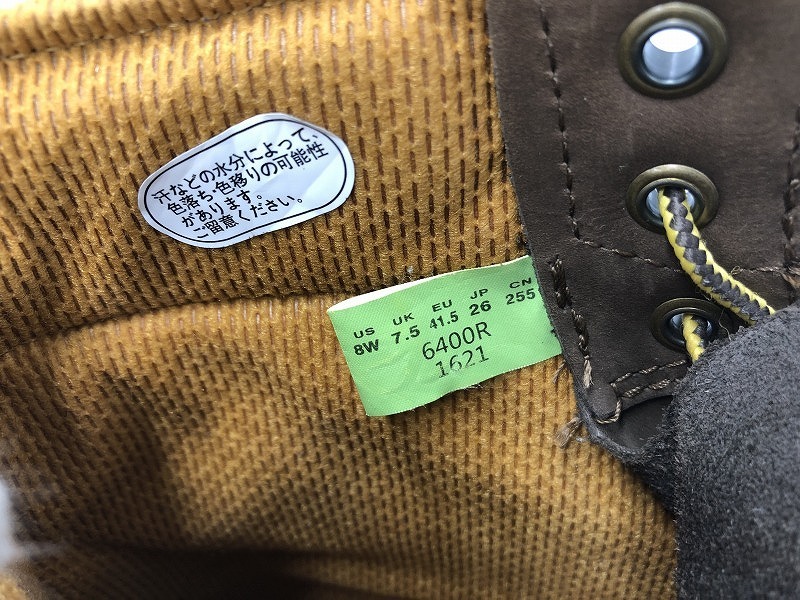 汗などの水分によって、
色落ち・色移りの可能性
があります。
ご留意ください。
US UK EU JP CN
8W 7.5 41.5 26 255
6400R
1621